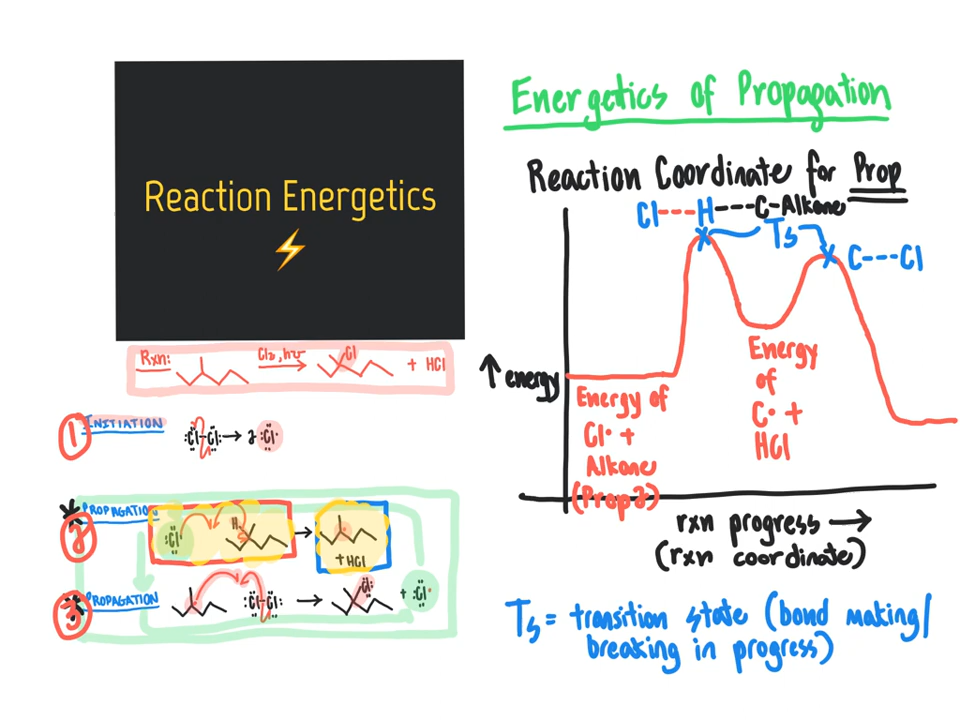 Reaction Energetics
Rxn:
Cl₂, hν
Cl
+ HCl
① INITIATION
:Cl-Cl: → 2 :Cl·
* PROPAGATION
②
:Cl
H
→
+ HCl
* PROPAGATION
③
:Cl-Cl:
→
:Cl:
+ :Cl·
Energetics of Propagation
Reaction Coordinate for Prop
Cl---H---C-Alkane
Ts
C---Cl
↑ energy
Energy of
Cl· +
Alkane
(Prop 2)
Energy
of
C· +
HCl
rxn progress →
(rxn coordinate)
Ts = transition state (bond making/
breaking in progress)